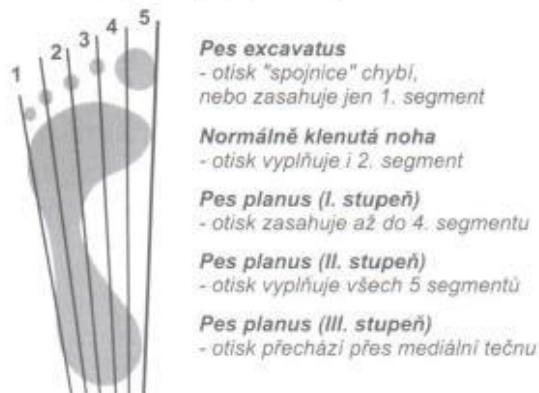 1 2 3 4 5
Pes excavatus
- otisk "spojnice" chybí,
nebo zasahuje jen 1. segment
Normálně klenutá noha
- otisk vyplňuje i 2. segment
Pes planus (I. stupeň)
- otisk zasahuje až do 4. segmentu
Pes planus (II. stupeň)
- otisk vyplňuje všech 5 segmentů
Pes planus (III. stupeň)
- otisk přechází přes mediální tečnu